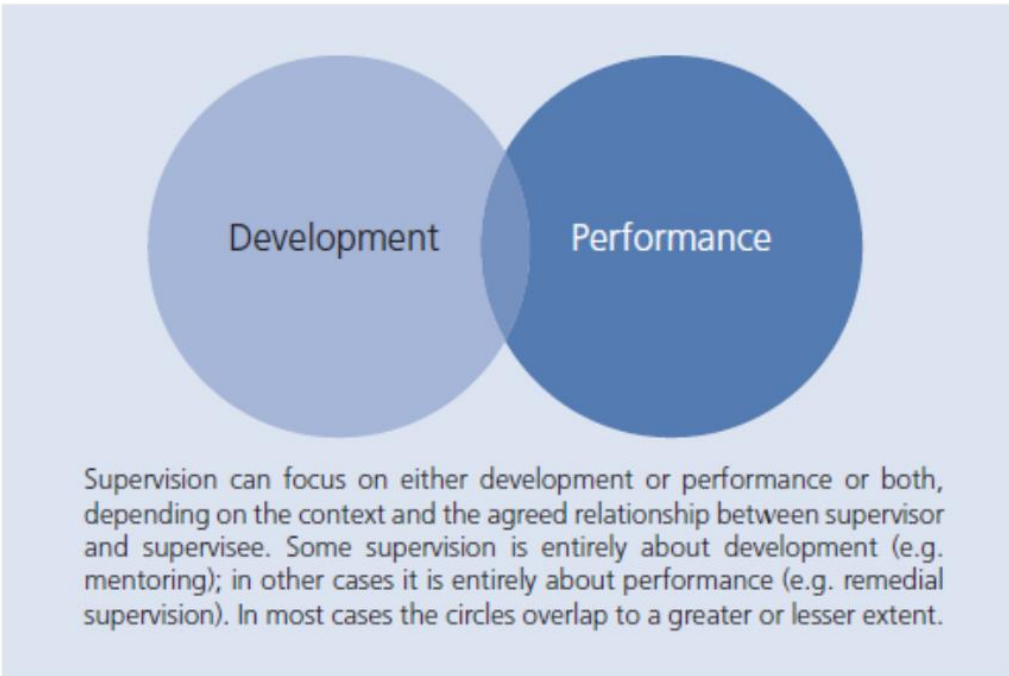 Development
Performance
Supervision can focus on either development or performance or both,
depending on the context and the agreed relationship between supervisor
and supervisee. Some supervision is entirely about development (e.g.
mentoring); in other cases it is entirely about performance (e.g. remedial
supervision). In most cases the circles overlap to a greater or lesser extent.